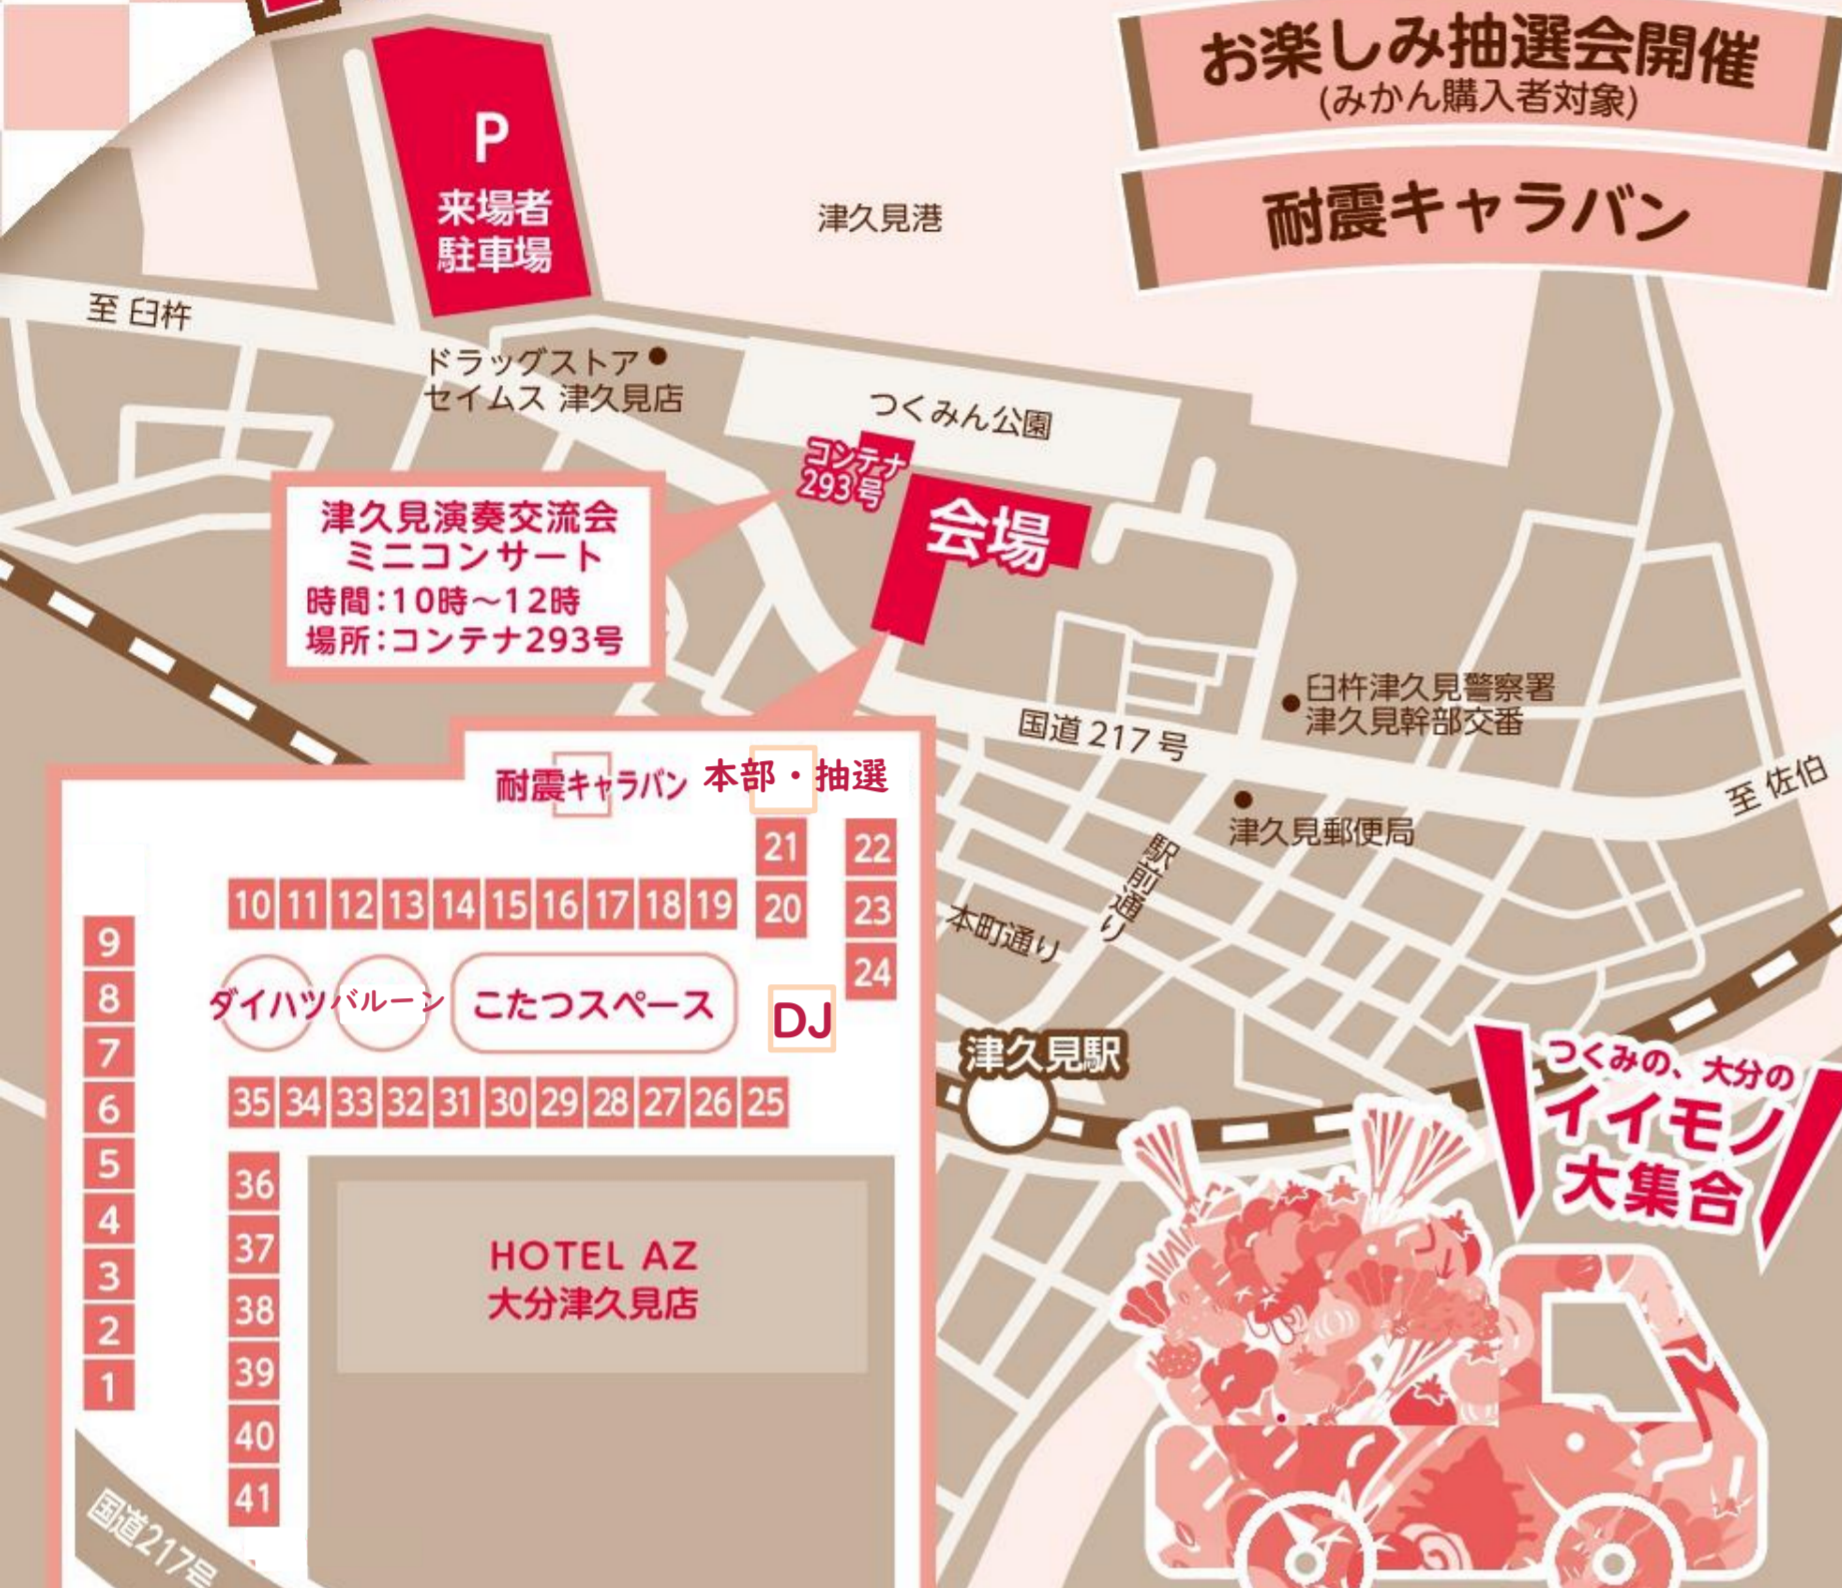 お楽しみ抽選会開催
(みかん購入者対象)
耐震キャラバン
P
来場者
駐車場
津久見港
至 臼杵
ドラッグストア
セイムス 津久見店
つくみん公園
コンテナ
293号
会場
津久見演奏交流会
ミニコンサート
時間:10時~12時
場所:コンテナ293号
臼杵津久見警察署
津久見幹部交番
国道 217 号
至 佐伯
津久見郵便局
駅前通り
本町通り
津久見駅
耐震キャラバン
本部・抽選
21 22
10 11 12 13 14 15 16 17 18 19 20 23
24
9
8
7
6
5
4
3
2
1
ダイハツ
バルーン
こたつスペース
DJ
35 34 33 32 31 30 29 28 27 26 25
36
37
38
39
40
41
HOTEL AZ
大分津久見店
国道217号
つくみの、大分の
イイモノ
大集合